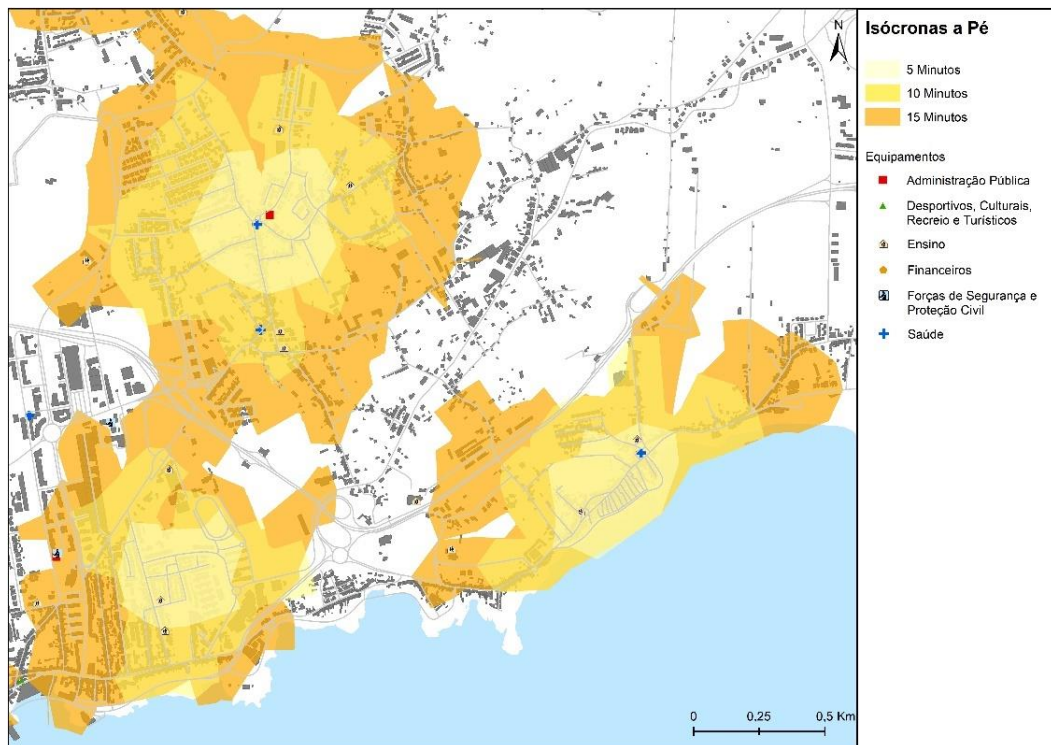 Isócronas a Pé
N
5 Minutos
10 Minutos
15 Minutos
Equipamentos
Administração Pública
Desportivos, Culturais,
Recreio e Turísticos
Ensino
Financeiros
Forças de Segurança e
Proteção Civil
Saúde
0 0,25 0,5 Km